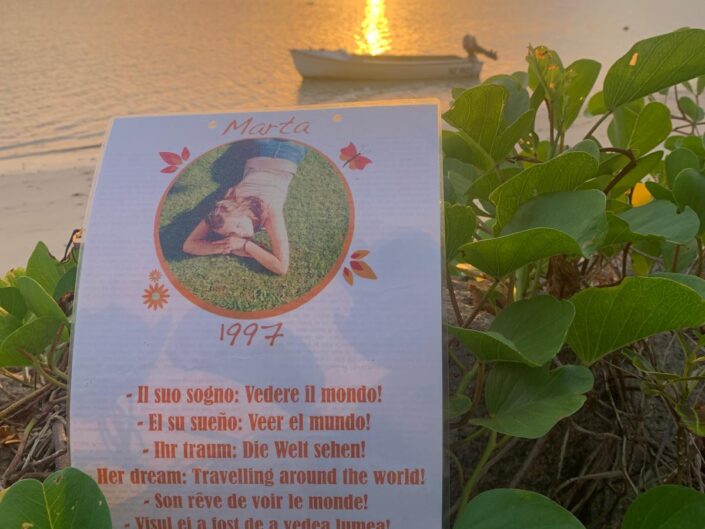 Marta
1997
- Il suo sogno: Vedere il mondo!
- El su sueño: Veer el mundo!
- Ihr traum: Die Welt sehen!
Her dream: Travelling around the world!
- Son rêve de voir le monde!
- Visul ei a fost de a vedea lumea!